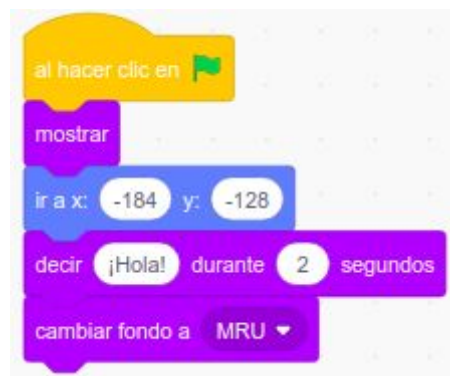 al hacer clic en
mostrar
ir a x: -184 y: -128
decir ¡Hola! durante 2 segundos
cambiar fondo a MRU